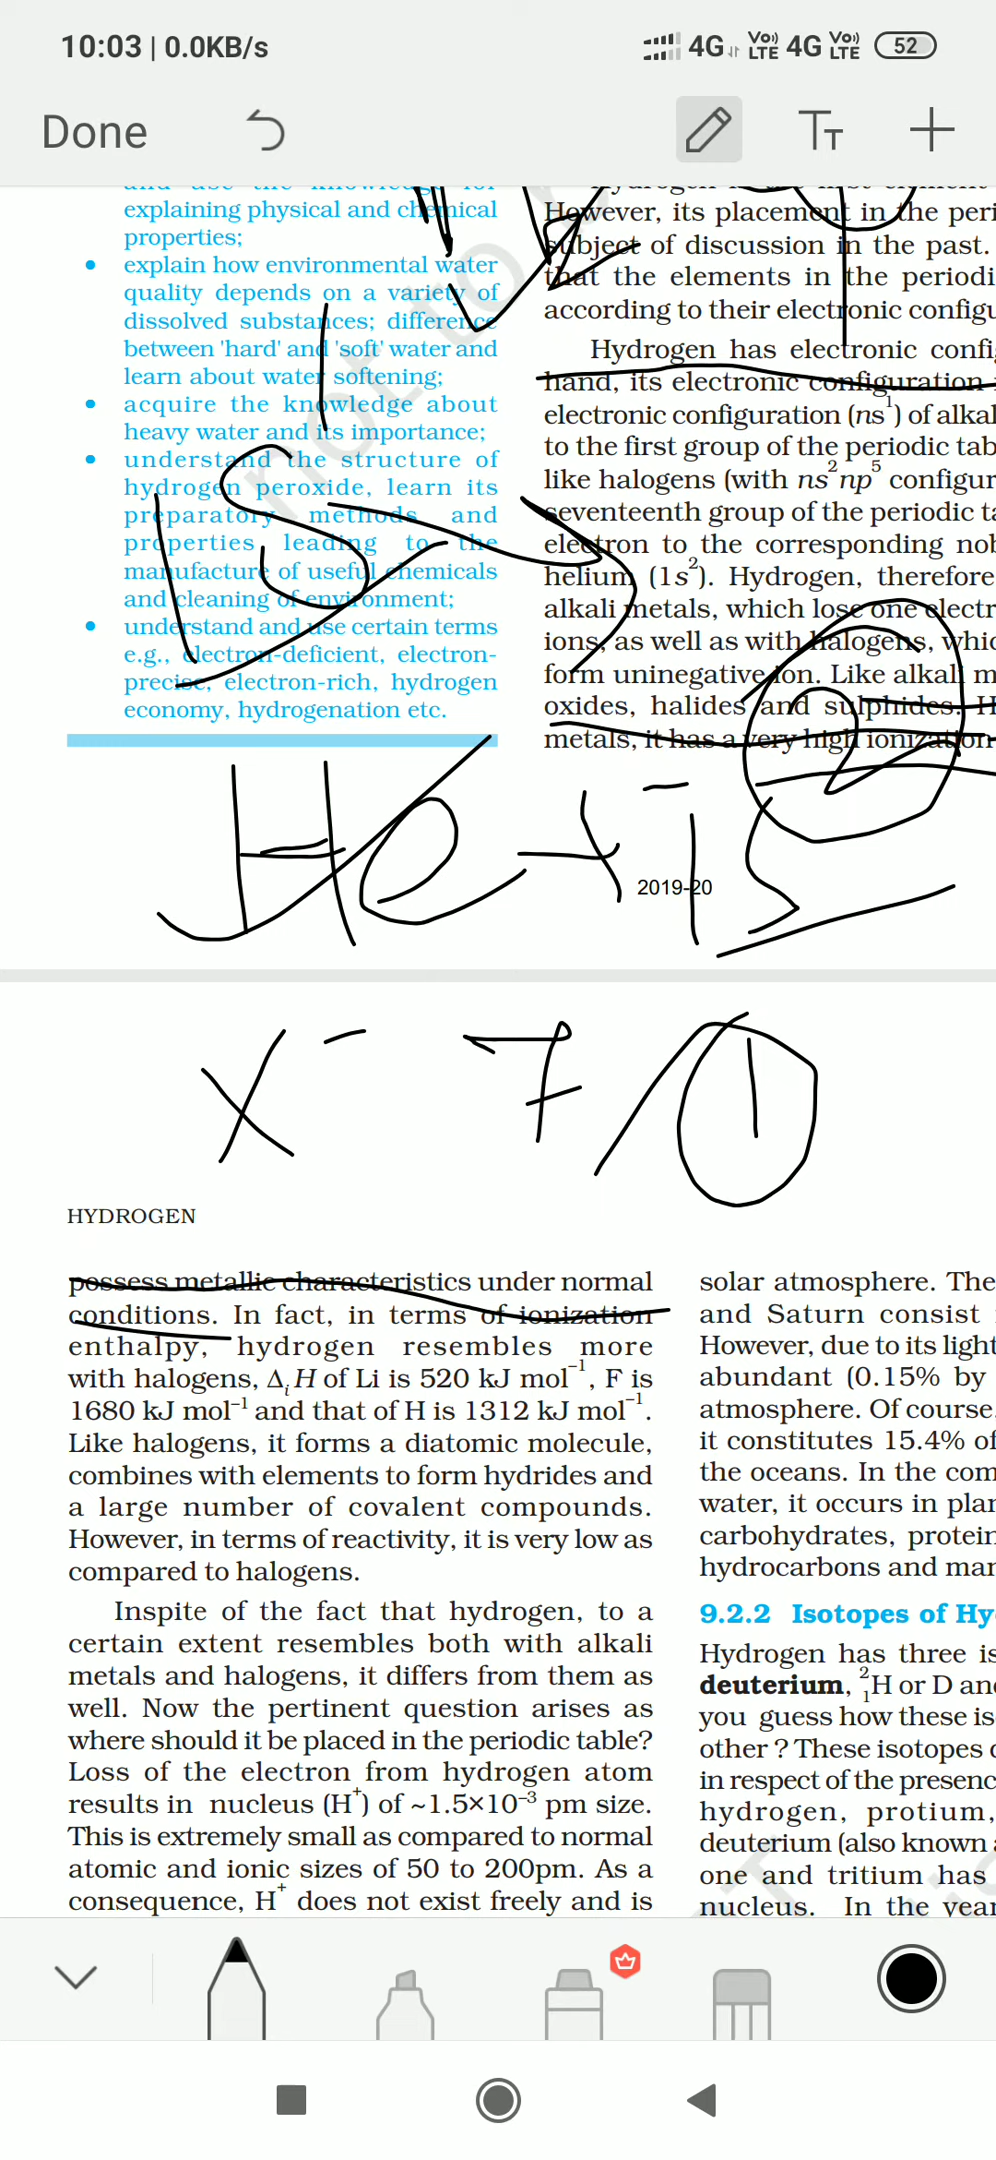 10:03 | 0.0KB/s
4G Vo)) LTE 4G Vo)) LTE 52
Done
TT
and use the knowledge for
explaining physical and chemical
properties;
• explain how environmental water
quality depends on a variety of
dissolved substances; difference
between 'hard' and 'soft' water and
learn about water softening;
• acquire the knowledge about
heavy water and its importance;
• understand the structure of
hydrogen peroxide, learn its
preparatory methods and
properties leading to the
manufacture of useful chemicals
and cleaning of environment;
• understand and use certain terms
e.g., electron-deficient, electron-
precise, electron-rich, hydrogen
economy, hydrogenation etc.
However, its placement in the peri
subject of discussion in the past.
that the elements in the periodi
according to their electronic configu
Hydrogen has electronic config
hand, its electronic configuration
electronic configuration (ns¹) of alkal
to the first group of the periodic tab
like halogens (with ns² np⁵ configur
seventeenth group of the periodic ta
electron to the corresponding nob
helium (1s²). Hydrogen, therefore
alkali metals, which lose one electr
ions, as well as with halogens, whic
form uninegative ion. Like alkali m
oxides, halides and sulphides. H
metals, it has a very high ionization
He
2
2019-20
X⁻ 7 1
HYDROGEN
possess metallic characteristics under normal
conditions. In fact, in terms of ionization
enthalpy, hydrogen resembles more
with halogens, ΔᵢH of Li is 520 kJ mol⁻¹, F is
1680 kJ mol⁻¹ and that of H is 1312 kJ mol⁻¹.
Like halogens, it forms a diatomic molecule,
combines with elements to form hydrides and
a large number of covalent compounds.
However, in terms of reactivity, it is very low as
compared to halogens.
Inspite of the fact that hydrogen, to a
certain extent resembles both with alkali
metals and halogens, it differs from them as
well. Now the pertinent question arises as
where should it be placed in the periodic table?
Loss of the electron from hydrogen atom
results in nucleus (H⁺) of ~1.5×10⁻³ pm size.
This is extremely small as compared to normal
atomic and ionic sizes of 50 to 200pm. As a
consequence, H⁺ does not exist freely and is
solar atmosphere. The
and Saturn consist
However, due to its light
abundant (0.15% by
atmosphere. Of course,
it constitutes 15.4% of
the oceans. In the com
water, it occurs in plan
carbohydrates, protein
hydrocarbons and man
9.2.2 Isotopes of Hy
Hydrogen has three is
deuterium, ²₁H or D and
you guess how these is
other ? These isotopes d
in respect of the presenc
hydrogen, protium,
deuterium (also known a
one and tritium has
nucleus. In the year